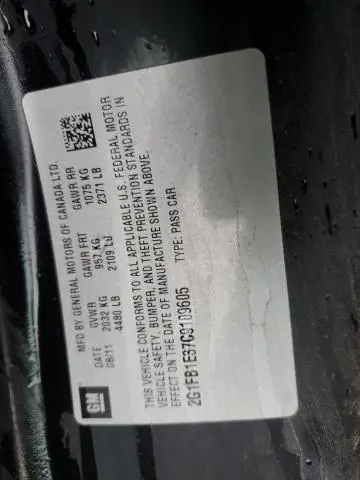 GM
MFD BY GENERAL MOTORS OF CANADA LTD.
DATE GVWR GAWR FRT GAWR RR
08/11 2032 KG 957 KG 1075 KG
4480 LB 2109 LB 2371 LB
THIS VEHICLE CONFORMS TO ALL APPLICABLE U.S. FEDERAL MOTOR
VEHICLE SAFETY, BUMPER, AND THEFT PREVENTION STANDARDS IN
EFFECT ON THE DATE OF MANUFACTURE SHOWN ABOVE.
2G1FB1E37C9109605 TYPE: PASS CAR